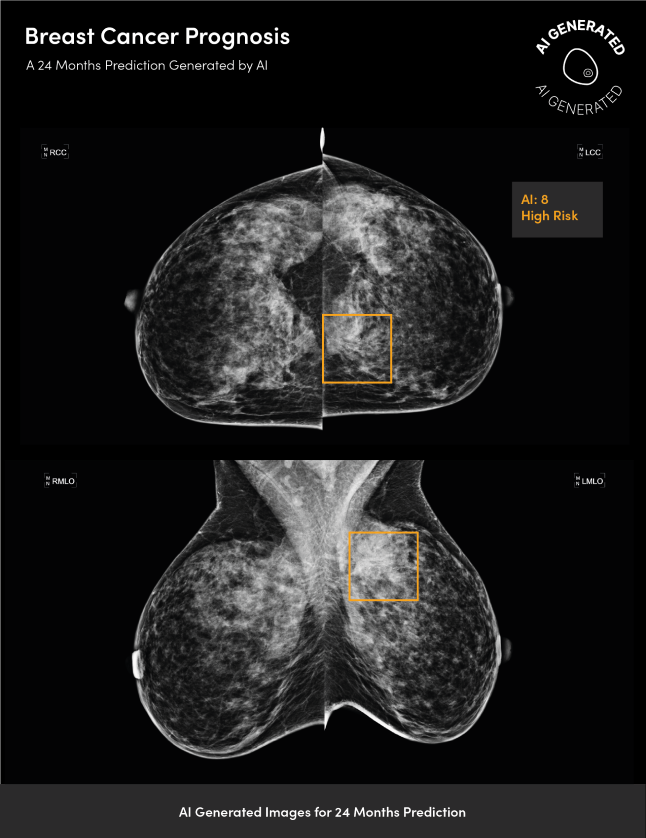 Breast Cancer Prognosis
A 24 Months Prediction Generated by AI
AI GENERATED
AI GENERATED
M
N RCC
M
N LCC
AI: 8
High Risk
M
N RMLO
M
N LMLO
AI Generated Images for 24 Months Prediction